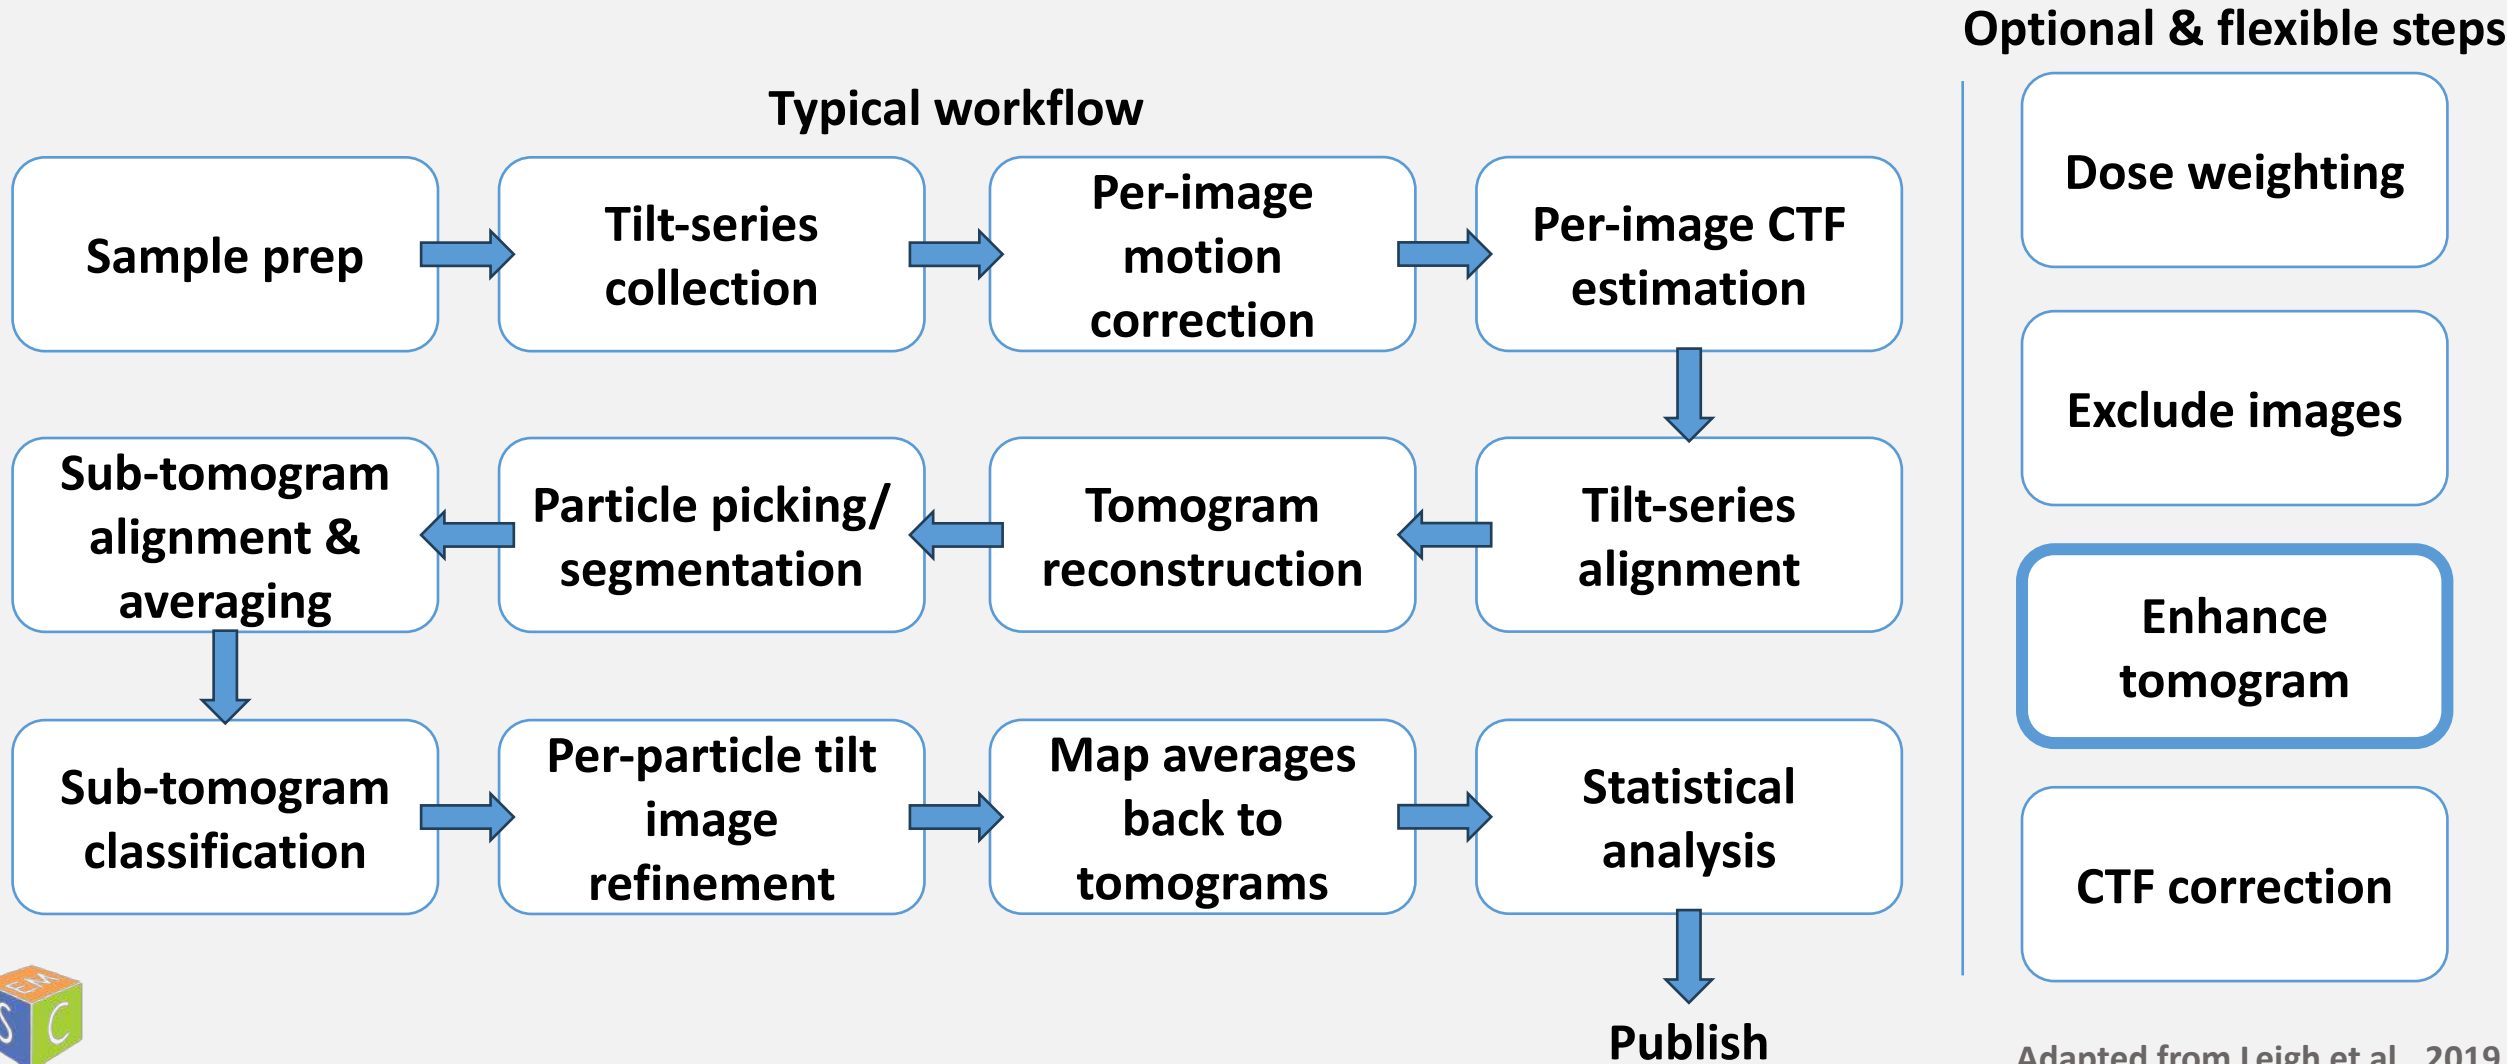 Optional & flexible steps
Typical workflow
Sample prep
Tilt-series
collection
Per-image
motion
correction
Per-image CTF
estimation
Tilt-series
alignment
Tomogram
reconstruction
Particle picking/
segmentation
Sub-tomogram
alignment &
averaging
Sub-tomogram
classification
Per-particle tilt
image
refinement
Map averages
back to
tomograms
Statistical
analysis
Publish
Dose weighting
Exclude images
Enhance
tomogram
CTF correction
EM
S C
Adapted from Leigh et al., 2019